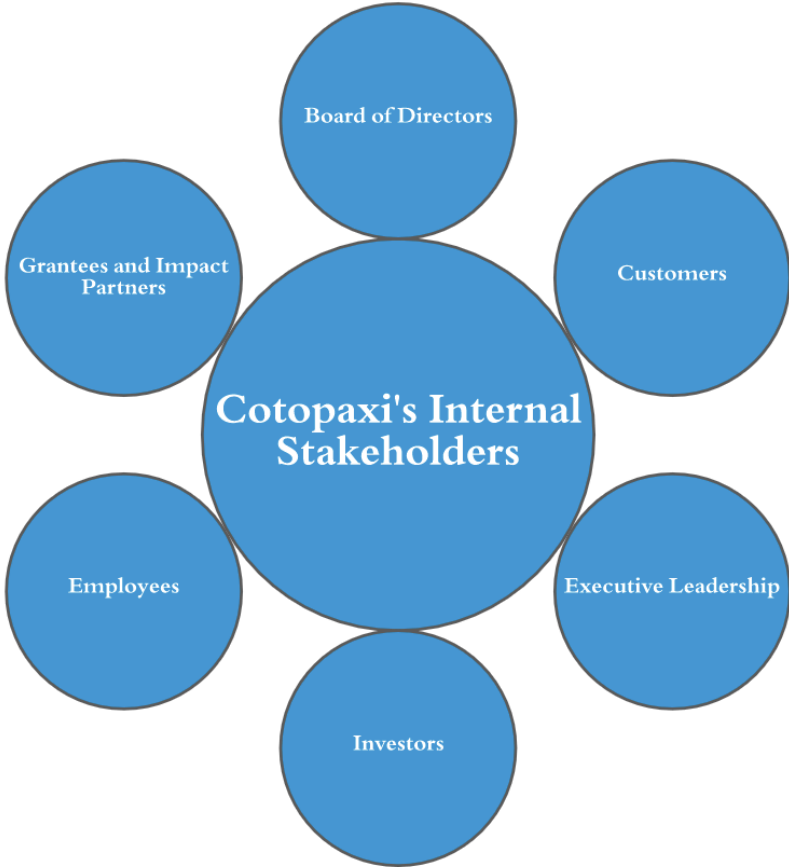 Board of Directors
Grantees and Impact
Partners
Customers
Cotopaxi's Internal
Stakeholders
Employees
Executive Leadership
Investors